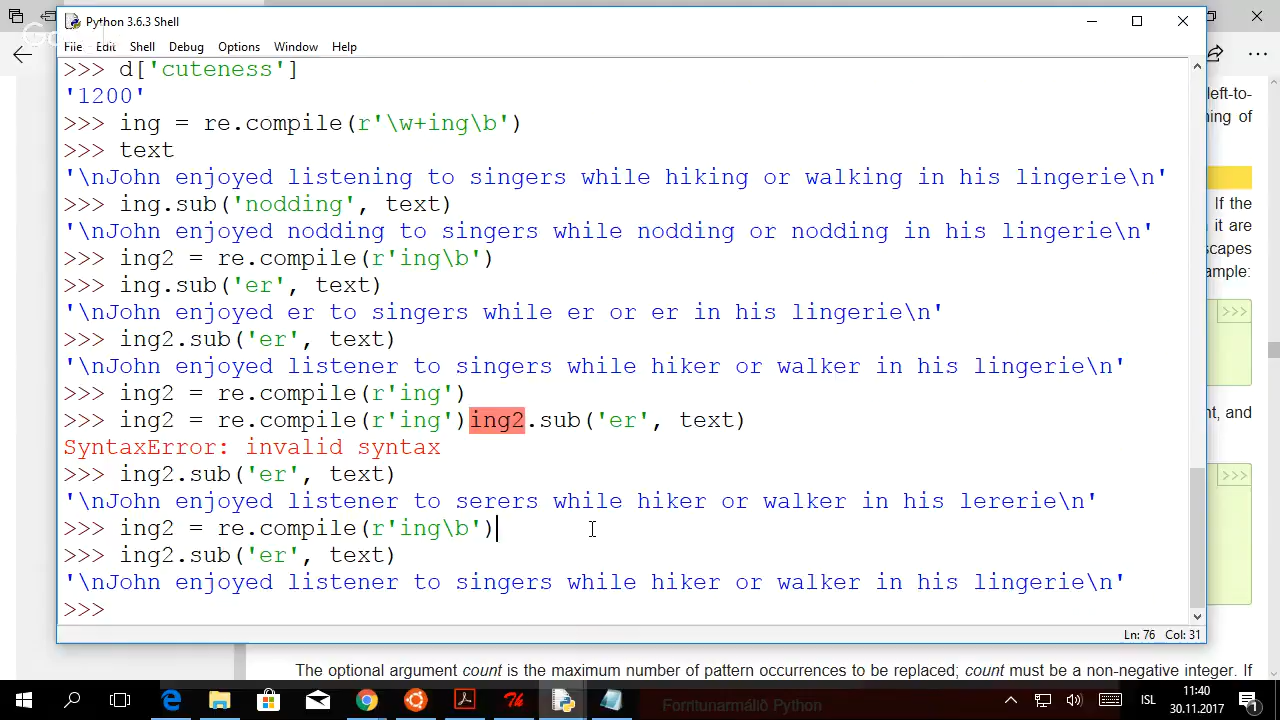 Python 3.6.3 Shell
File Edit Shell Debug Options Window Help
>>> d['cuteness']
'1200'
>>> ing = re.compile(r'\w+ing\b')
>>> text
'\nJohn enjoyed listening to singers while hiking or walking in his lingerie\n'
>>> ing.sub('nodding', text)
'\nJohn enjoyed nodding to singers while nodding or nodding in his lingerie\n'
>>> ing2 = re.compile(r'ing\b')
>>> ing.sub('er', text)
'\nJohn enjoyed er to singers while er or er in his lingerie\n'
>>> ing2.sub('er', text)
'\nJohn enjoyed listener to singers while hiker or walker in his lingerie\n'
>>> ing2 = re.compile(r'ing')
>>> ing2 = re.compile(r'ing')ing2.sub('er', text)
SyntaxError: invalid syntax
>>> ing2.sub('er', text)
'\nJohn enjoyed listener to serers while hiker or walker in his lererie\n'
>>> ing2 = re.compile(r'ing\b')
>>> ing2.sub('er', text)
'\nJohn enjoyed listener to singers while hiker or walker in his lingerie\n'
>>>
Ln: 76 Col: 31
left-to-
ning of
If the
it are
scapes
ample:
>>>
nt, and
>>>
The optional argument count is the maximum number of pattern occurrences to be replaced; count must be a non-negative integer. If
Forritunarmálið Python
ISL
11:40
30.11.2017
1